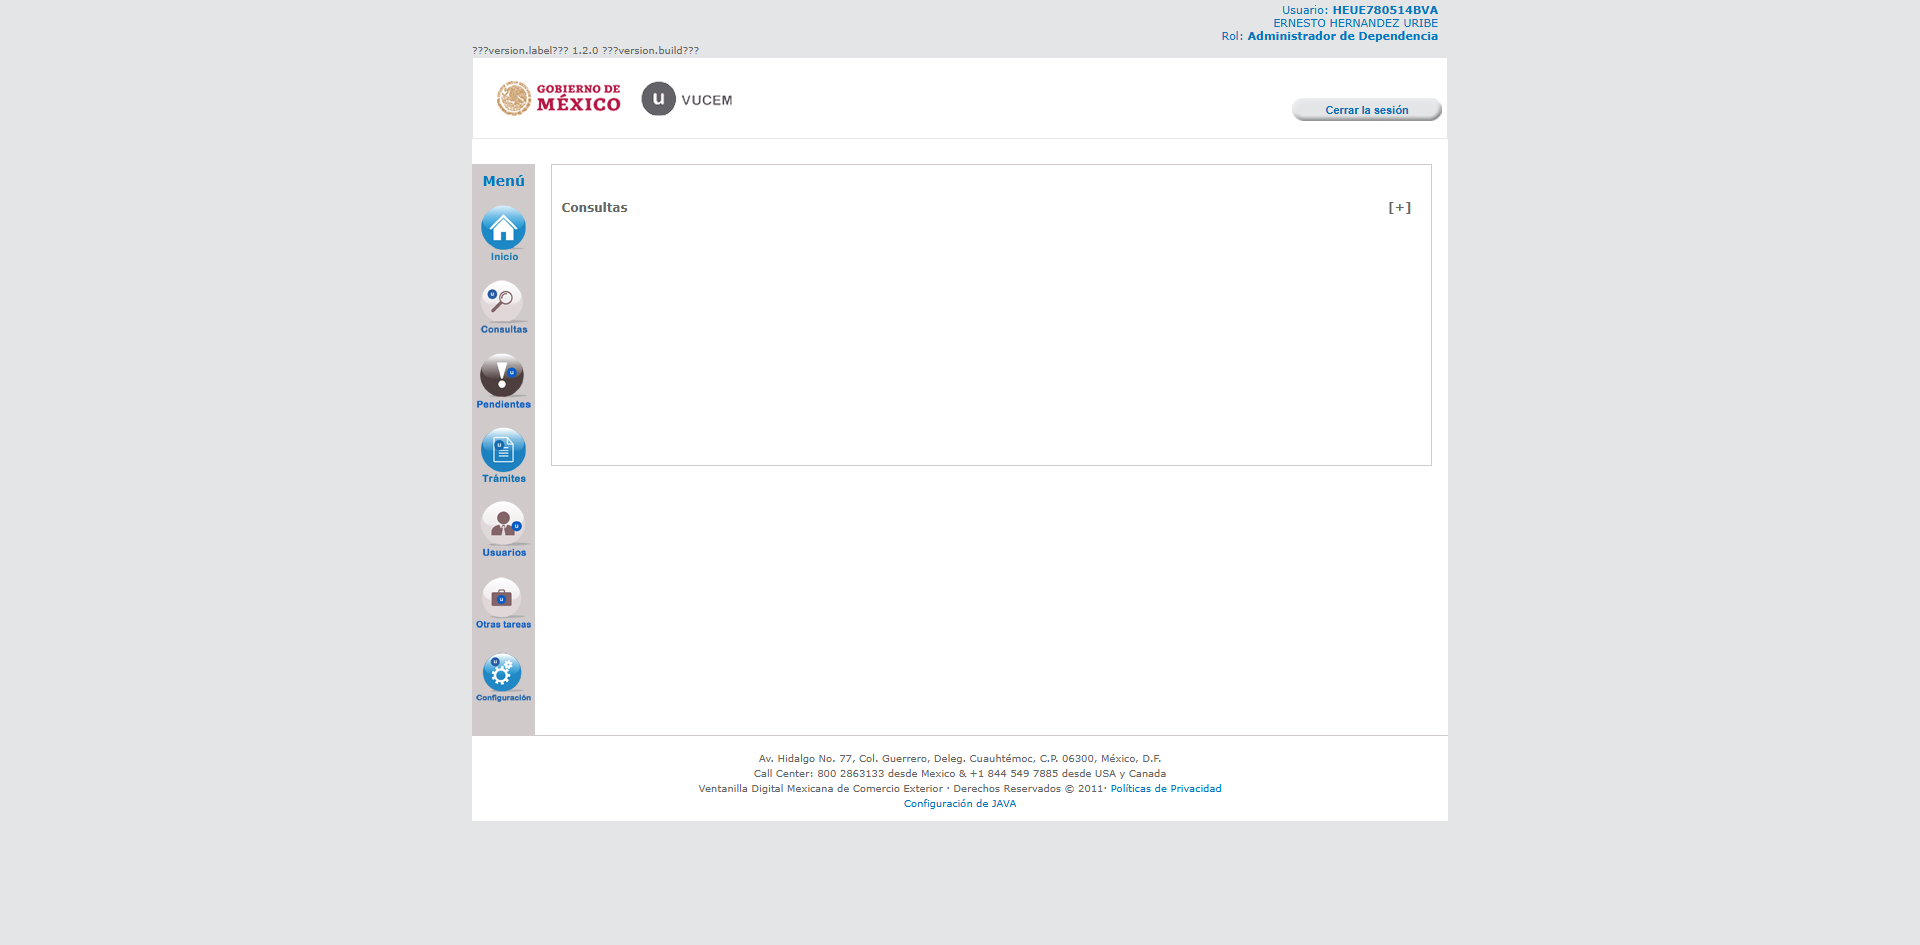 Usuario: HEUE780514BVA
ERNESTO HERNANDEZ URIBE
Rol: Administrador de Dependencia
???version.label??? 1.2.0 ???version.build???
GOBIERNO DE
MÉXICO
u VUCEM
Cerrar la sesión
Menú
Inicio
Consultas
Pendientes
Trámites
Usuarios
Otras tareas
Configuración
Consultas [+]
Av. Hidalgo No. 77, Col. Guerrero, Deleg. Cuauhtémoc, C.P. 06300, México, D.F.
Call Center: 800 2863133 desde Mexico & +1 844 549 7885 desde USA y Canada
Ventanilla Digital Mexicana de Comercio Exterior · Derechos Reservados © 2011· Políticas de Privacidad
Configuración de JAVA